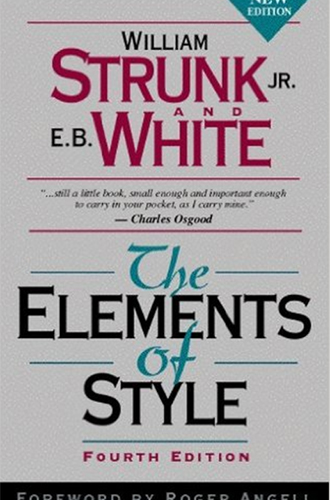 NEW
EDITION
WILLIAM
STRUNK JR.
AND
E.B. WHITE
“...still a little book, small enough and important enough
to carry in your pocket, as I carry mine.”
— Charles Osgood
The
ELEMENTS
of
STYLE
FOURTH EDITION
FOREWORD BY ROGER ANGELL